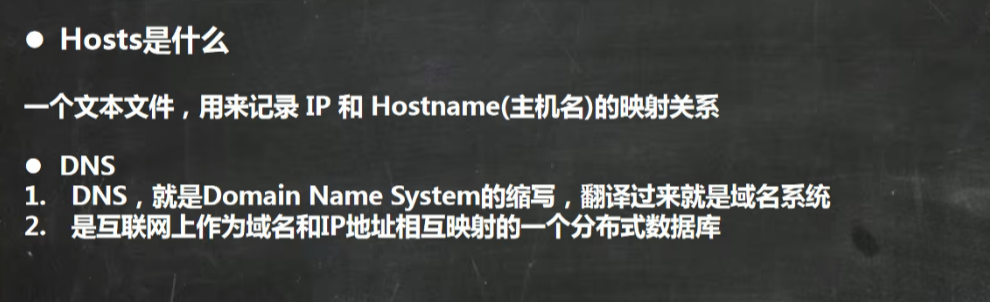 ● Hosts是什么
一个文本文件，用来记录 IP 和 Hostname(主机名)的映射关系
● DNS
1. DNS，就是Domain Name System的缩写，翻译过来就是域名系统
2. 是互联网上作为域名和IP地址相互映射的一个分布式数据库